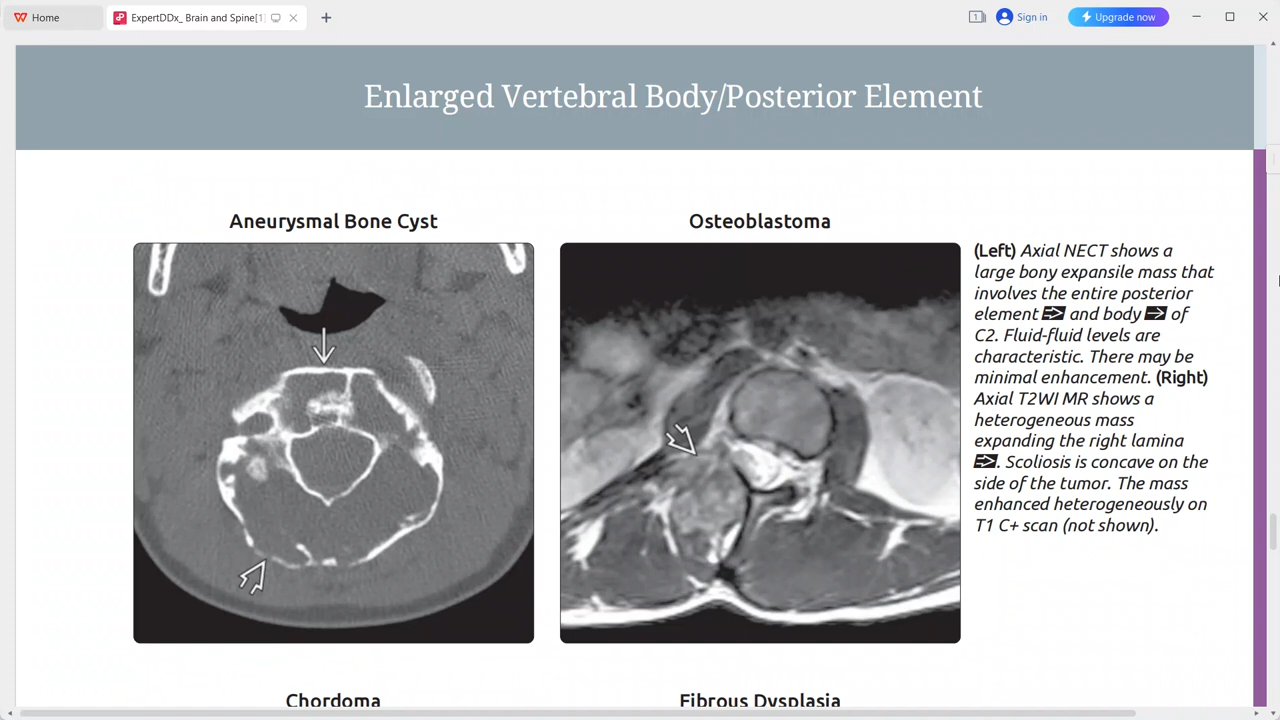 Home
ExpertDDx_ Brain and Spine[1]
1
Sign in
Upgrade now
Enlarged Vertebral Body/Posterior Element
Aneurysmal Bone Cyst
Osteoblastoma
(Left) Axial NECT shows a
large bony expansile mass that
involves the entire posterior
element and body of
C2. Fluid-fluid levels are
characteristic. There may be
minimal enhancement. (Right)
Axial T2WI MR shows a
heterogeneous mass
expanding the right lamina
. Scoliosis is concave on the
side of the tumor. The mass
enhanced heterogeneously on
T1 C+ scan (not shown).
Chordoma
Fibrous Dysplasia